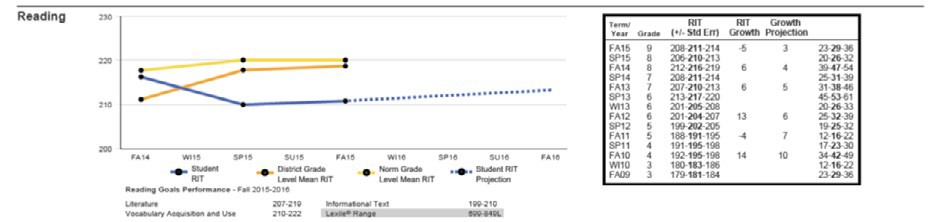 Reading
230
220
210
200
FA14 WI15 SP15 SU15 FA15 WI16 SP16 SU16 FA16
Student RIT
District Grade Level Mean RIT
Norm Grade Level Mean RIT
Student RIT Projection
Reading Goals Performance - Fall 2015-2016
Literature 207-219 Informational Text 199-210
Vocabulary Acquisition and Use 210-222 Lexile® Range 699-849L
Term/ Year Grade RIT (+/- Std Err) RIT Growth Growth Projection
FA15 9 208-211-214 -5 3 23-29-36
SP15 8 206-210-213 20-26-32
FA14 8 212-216-219 6 4 39-47-54
SP14 7 208-211-214 25-31-39
FA13 7 207-210-213 6 5 31-38-46
SP13 6 213-217-220 45-53-61
WI13 6 201-205-208 20-26-33
FA12 6 201-204-207 13 6 25-32-39
SP12 5 199-202-205 19-25-32
FA11 5 188-191-195 -4 7 12-16-22
SP11 4 191-195-198 17-23-30
FA10 4 192-195-198 14 10 34-42-49
WI10 3 180-183-186 12-16-22
FA09 3 179-181-184 23-29-36